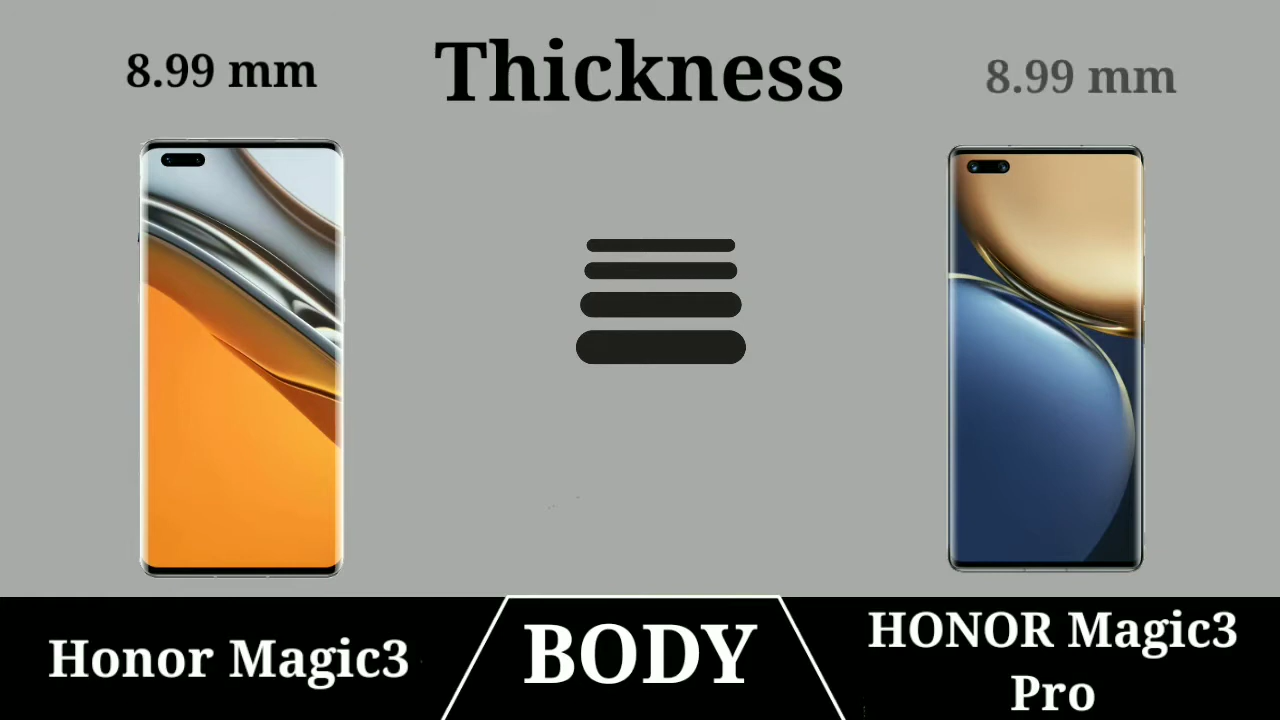 8.99 mm
Thickness
8.99 mm
Honor Magic3
BODY
HONOR Magic3
Pro